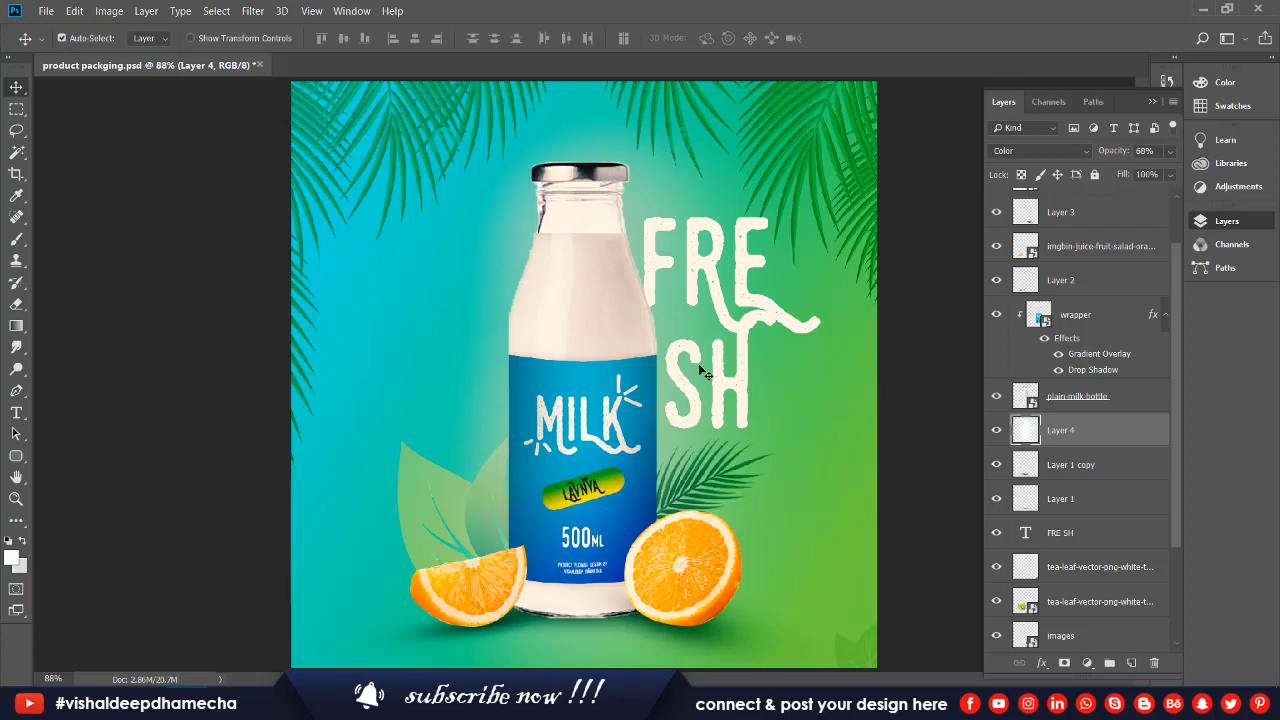 File Edit Image Layer Type Select Filter 3D View Window Help
Auto-Select: Layer Show Transform Controls 3D Mode:
product packging.psd @ 88% (Layer 4, RGB/8) *
Layers Channels Paths
Kind
Color Opacity: 68%
Lock: Fill: 100%
Layer 3
imgbin-juice-fruit-salad-ora...
Layer 2
wrapper fx
Effects
Gradient Overlay
Drop Shadow
plain-milk-bottle
Layer 4
Layer 1 copy
Layer 1
FRE SH
tea-leaf-vector-png-white-t...
tea-leaf-vector-png-white-t...
images
Color
Swatches
Learn
Libraries
Adjustments
Layers
Channels
Paths
FRE
SH
MILK
LAVNYA
500ML
88% Doc: 2.86M/20.7M
#vishaldeepdhamecha
subscribe now !!!
connect & post your design here